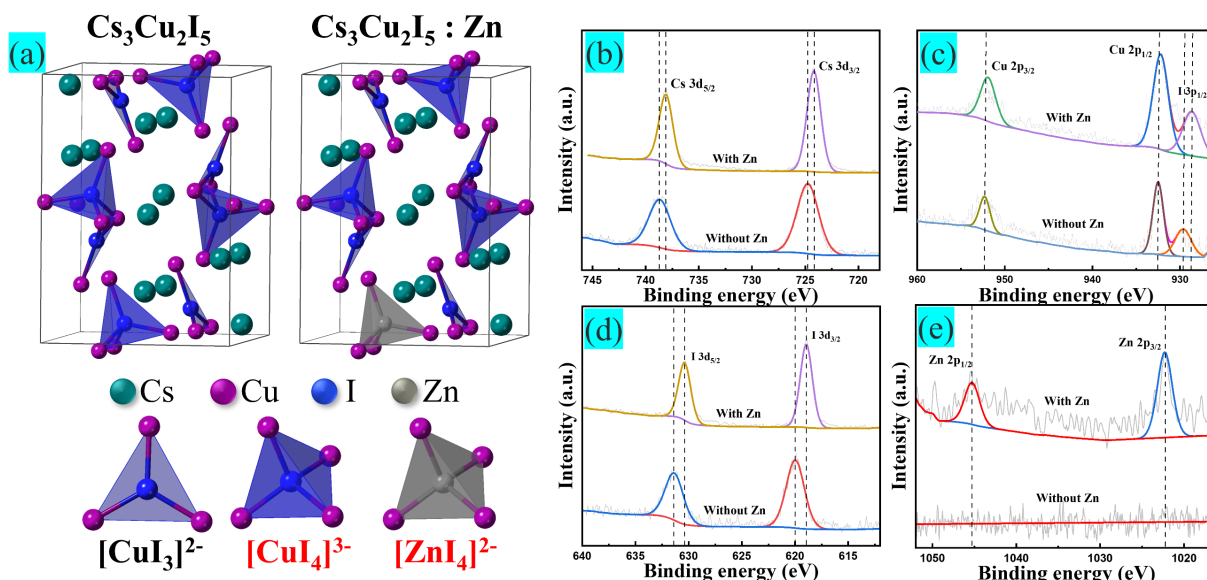 (a)
Cs₃Cu₂I₅
Cs₃Cu₂I₅ : Zn
Cs
Cu
I
Zn
[CuI₃]²⁻
[CuI₄]³⁻
[ZnI₄]²⁻
(b)
Cs 3d₅/₂
Cs 3d₃/₂
With Zn
Without Zn
Intensity (a.u.)
745 740 735 730 725 720
Binding energy (eV)
(c)
Cu 2p₃/₂
Cu 2p₁/₂
I 3p₁/₂
With Zn
Without Zn
Intensity (a.u.)
960 950 940 930
Binding energy (eV)
(d)
I 3d₅/₂
I 3d₃/₂
With Zn
Without Zn
Intensity (a.u.)
640 635 630 625 620 615
Binding energy (eV)
(e)
Zn 2p₁/₂
Zn 2p₃/₂
With Zn
Without Zn
Intensity (a.u.)
1050 1040 1030 1020
Binding energy (eV)